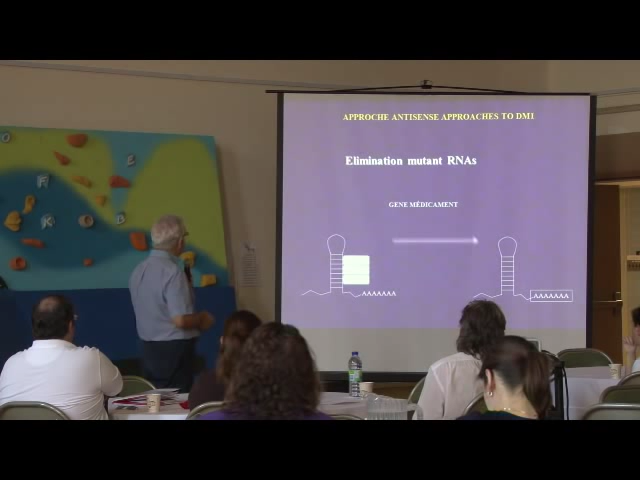 APPROCHE ANTISENSE APPROACHES TO DM1
Elimination mutant RNAs
GENE MÉDICAMENT
AAAAAAA
AAAAAAA